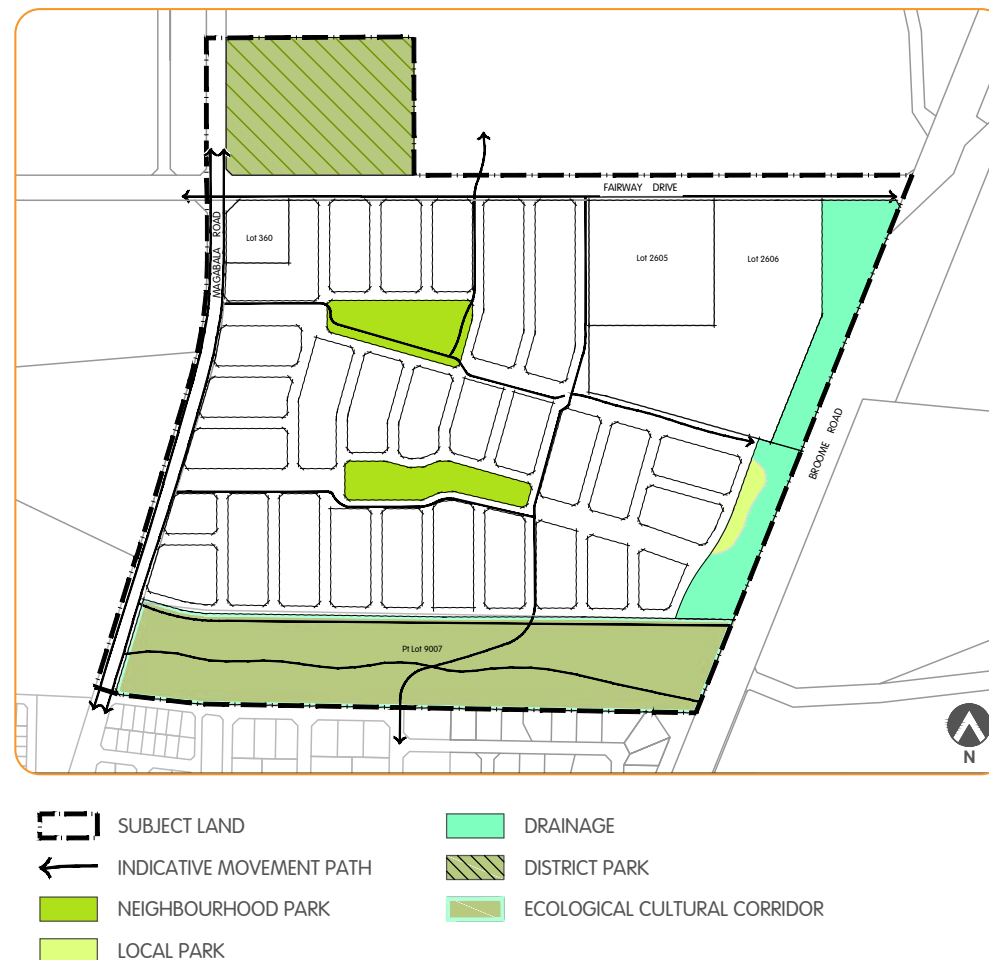 FAIRWAY DRIVE
MAGABALA ROAD
Lot 360
Lot 2605
Lot 2606
BROOME ROAD
Pt Lot 9007
N
SUBJECT LAND
INDICATIVE MOVEMENT PATH
NEIGHBOURHOOD PARK
LOCAL PARK
DRAINAGE
DISTRICT PARK
ECOLOGICAL CULTURAL CORRIDOR